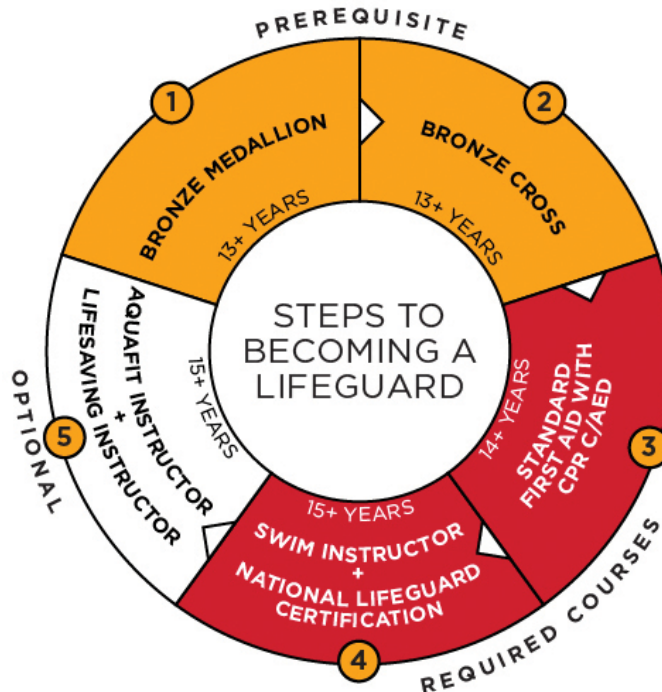 PREREQUISITE
1
BRONZE MEDALLION
13+ YEARS
2
BRONZE CROSS
13+ YEARS
STEPS TO
BECOMING A
LIFEGUARD
3
14+ YEARS
STANDARD
FIRST AID WITH
CPR C/AED
REQUIRED COURSES
15+ YEARS
SWIM INSTRUCTOR
+
NATIONAL LIFEGUARD
CERTIFICATION
4
OPTIONAL
5
15+ YEARS
AQUAFIT INSTRUCTOR
+
LIFESAVING INSTRUCTOR